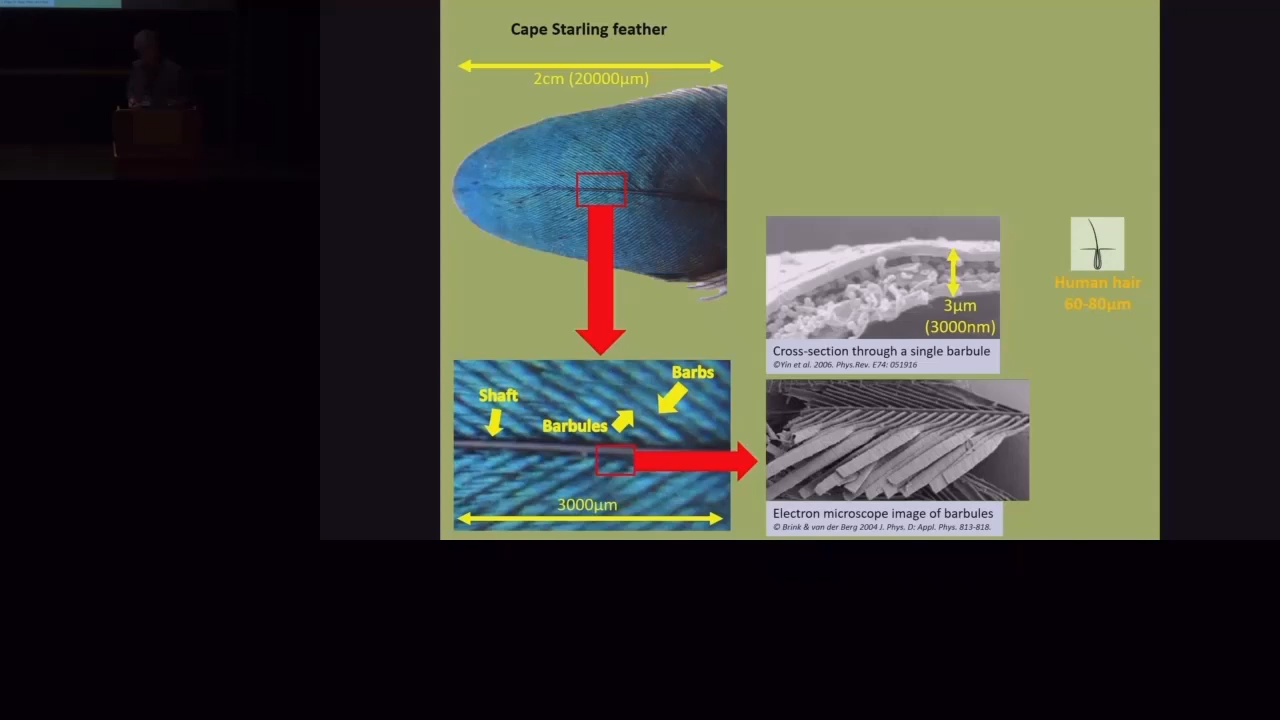 Cape Starling feather
2cm (20000µm)
Shaft
Barbs
Barbules
3000µm
3µm
(3000nm)
Cross-section through a single barbule
©Yin et al. 2006. Phys.Rev. E74: 051916
Electron microscope image of barbules
© Brink & van der Berg 2004 J. Phys. D: Appl. Phys. 813-818.
Human hair
60-80µm